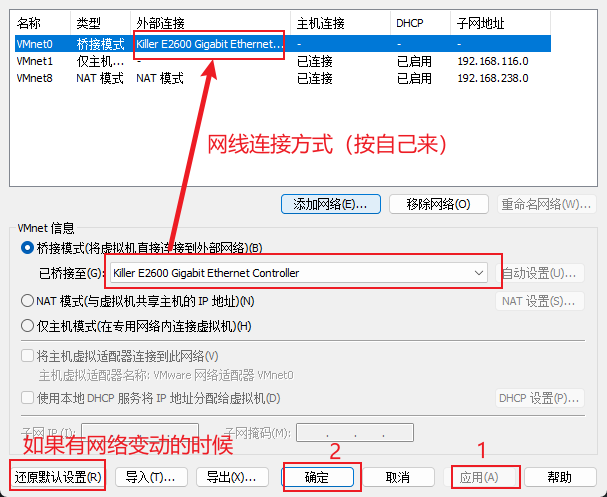 名称 类型 外部连接 主机连接 DHCP 子网地址
VMnet0 桥接模式 Killer E2600 Gigabit Ethernet... - - -
VMnet1 仅主机... - 已连接 已启用 192.168.116.0
VMnet8 NAT 模式 NAT 模式 已连接 已启用 192.168.238.0
网线连接方式（按自己来）
添加网络(E)... 移除网络(O) 重命名网络(W)...
VMnet 信息
桥接模式(将虚拟机直接连接到外部网络)(B)
已桥接至(G): Killer E2600 Gigabit Ethernet Controller 自动设置(U)...
NAT 模式(与虚拟机共享主机的 IP 地址)(N) NAT 设置(S)...
仅主机模式(在专用网络内连接虚拟机)(H)
将主机虚拟适配器连接到此网络(V)
主机虚拟适配器名称: VMware 网络适配器 VMnet0
使用本地 DHCP 服务将 IP 地址分配给虚拟机(D) DHCP 设置(P)...
子网 IP(I): . . . 子网掩码(M): . . .
如果有网络变动的时候 2 1
还原默认设置(R) 导入(T)... 导出(X)... 确定 取消 应用(A) 帮助